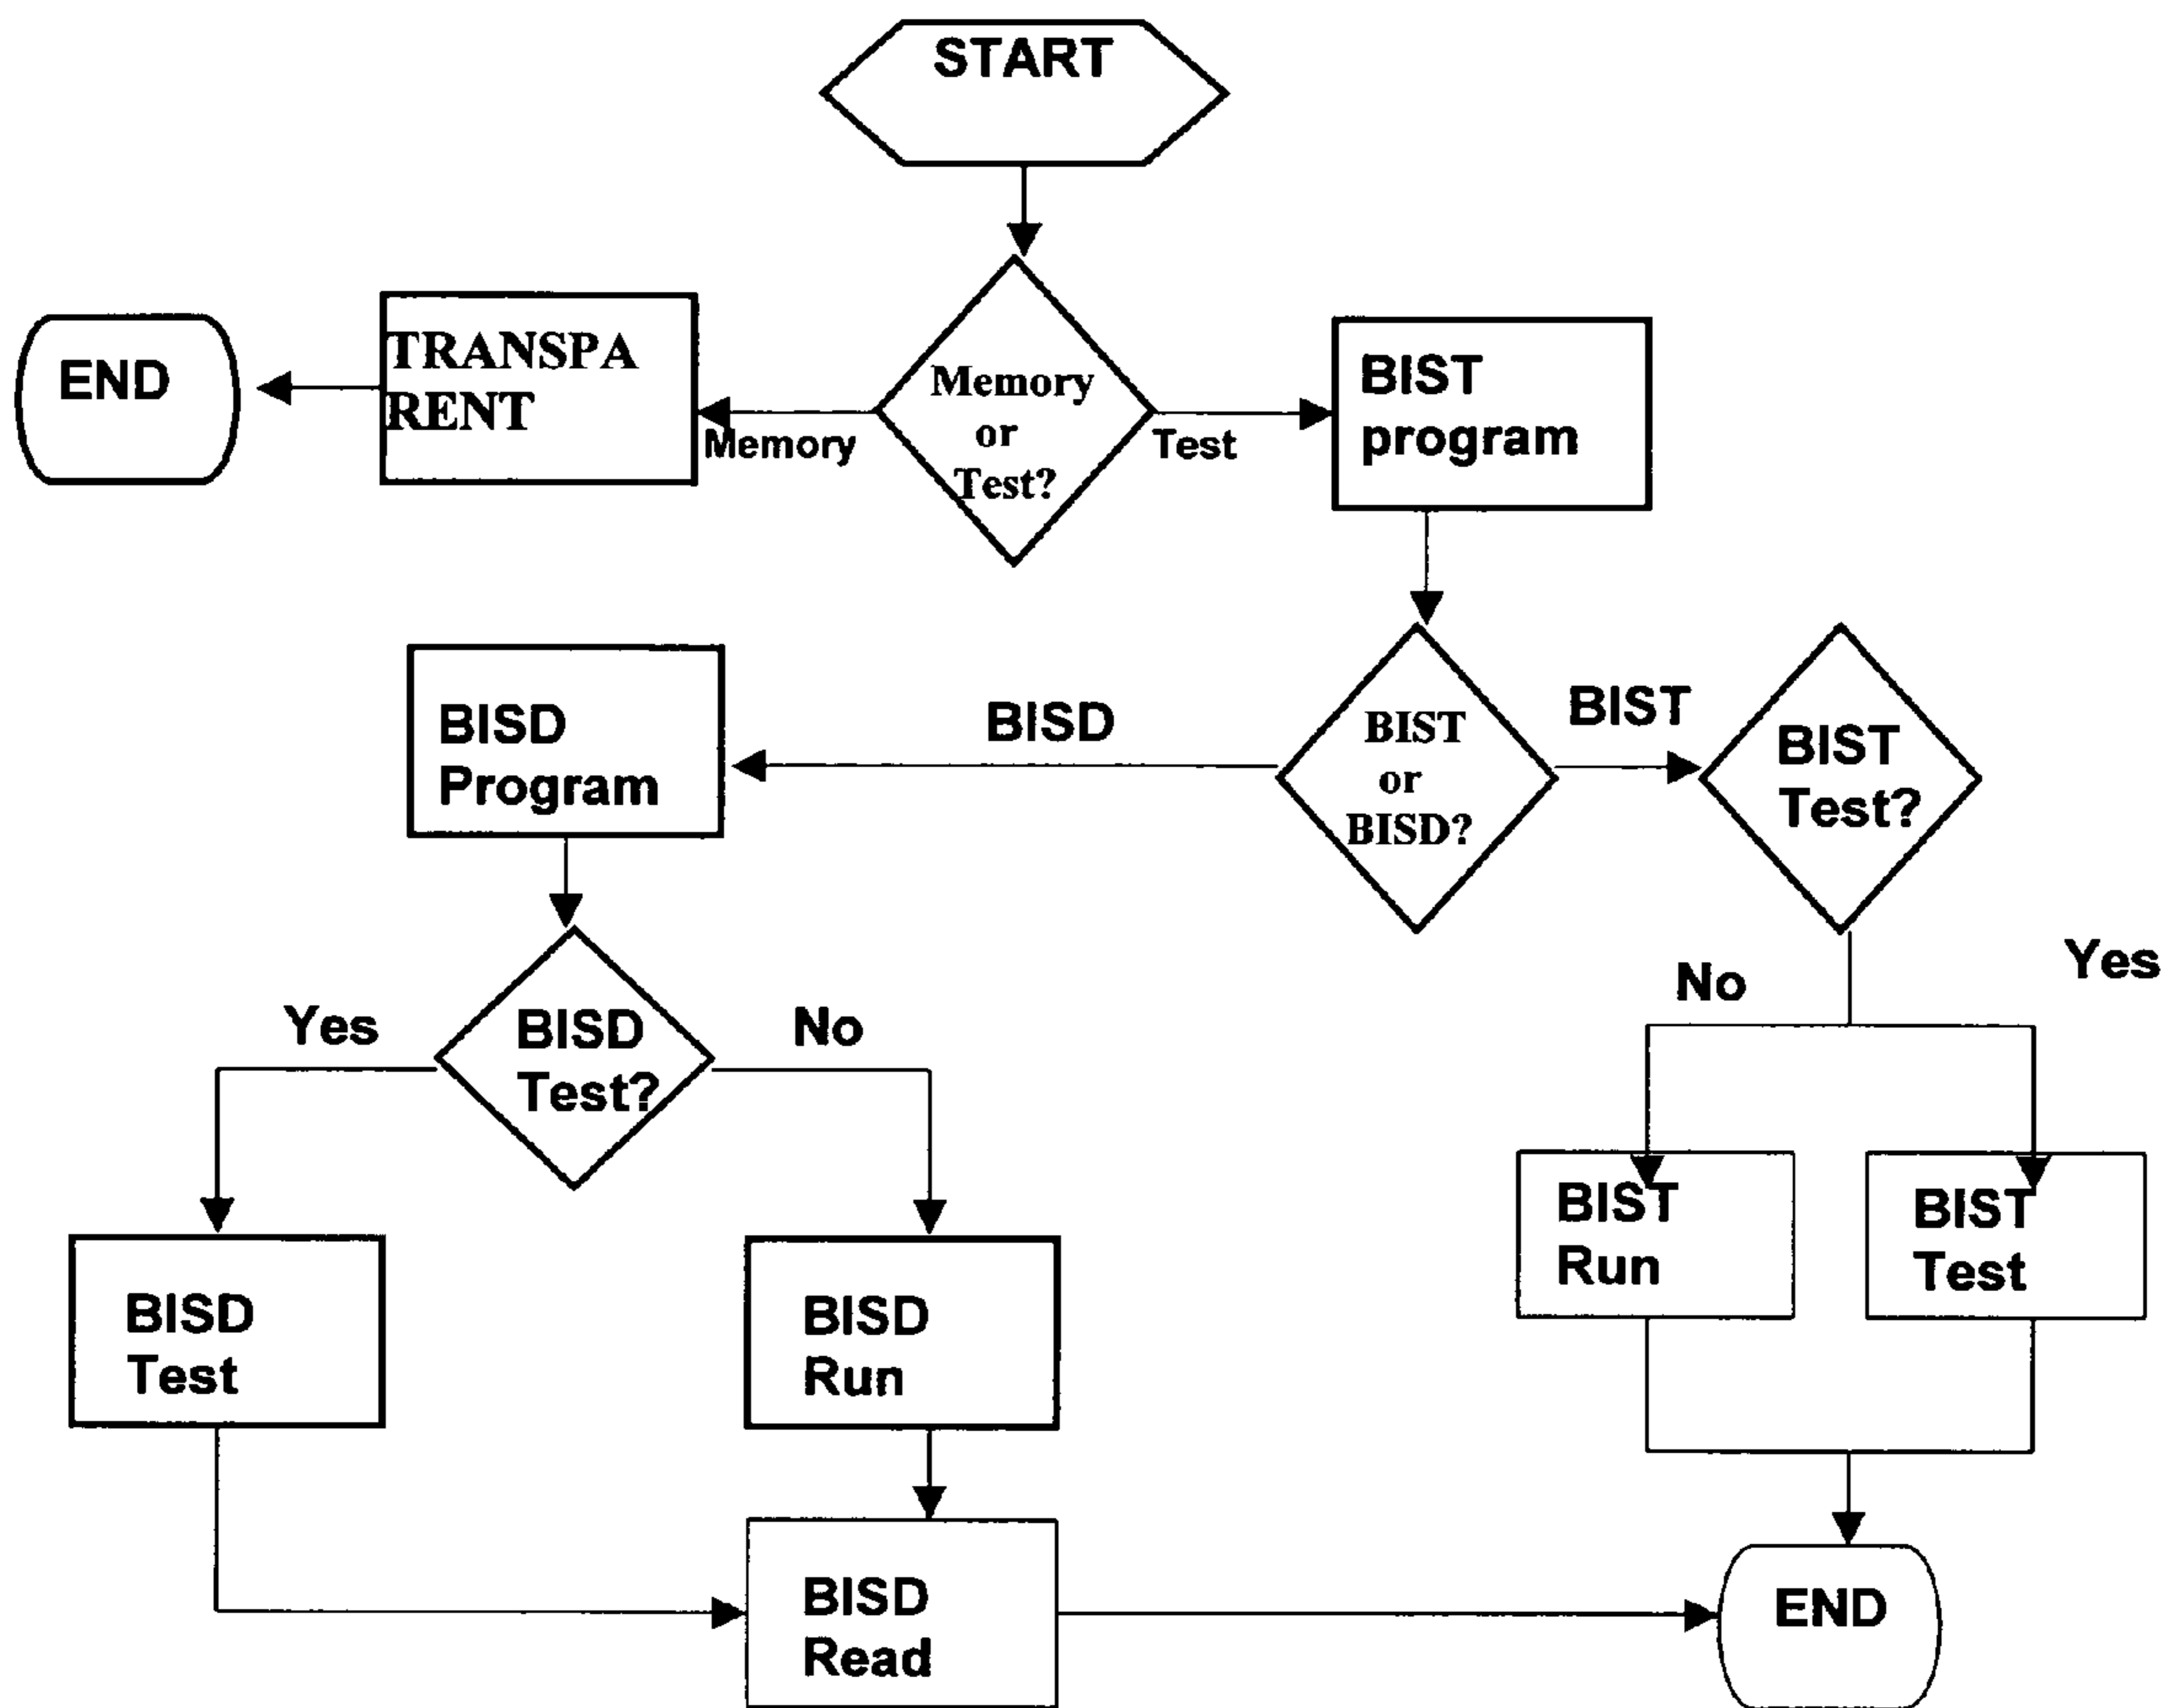 START
END
TRANSPA
RENT
Memory
Memory
or
Test?
Test
BIST
program
BISD
Program
BISD
BIST
or
BISD?
BIST
BIST
Test?
Yes
BISD
Test?
No
No
Yes
BISD
Test
BISD
Run
BIST
Run
BIST
Test
BISD
Read
END